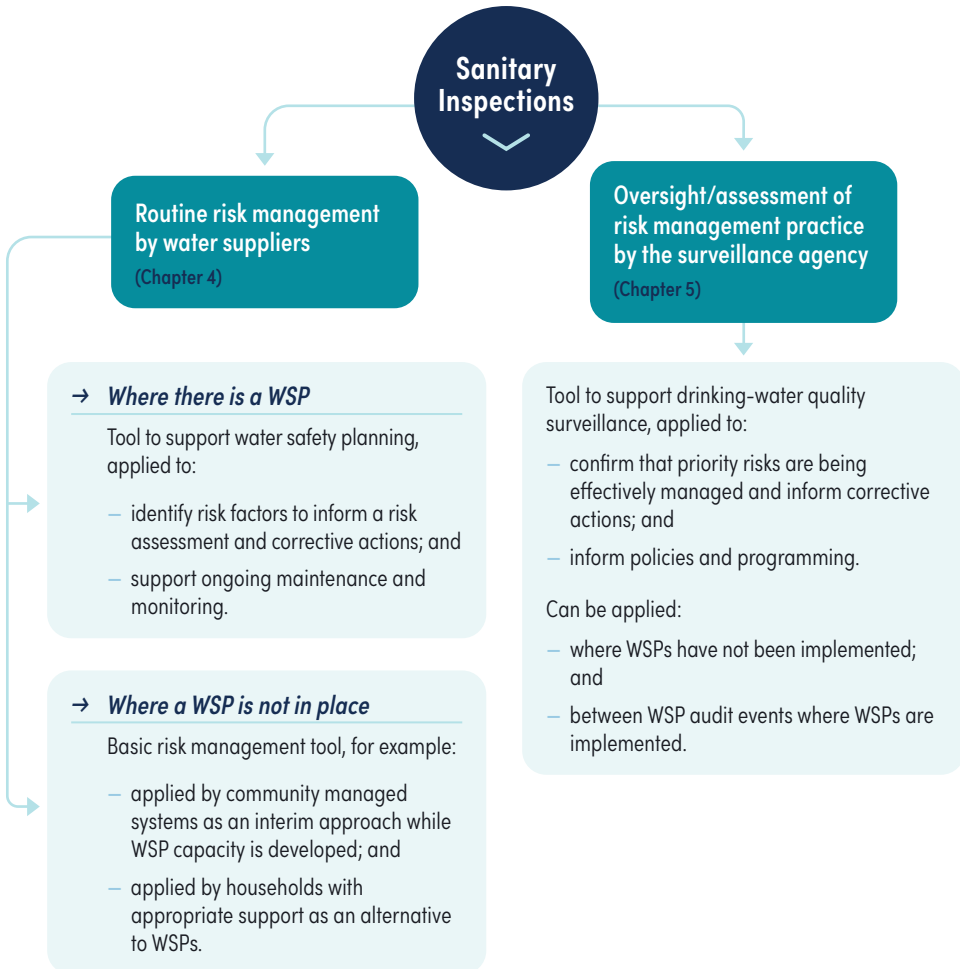 Sanitary
Inspections
Routine risk management
by water suppliers
(Chapter 4)
Oversight/assessment of
risk management practice
by the surveillance agency
(Chapter 5)
→ Where there is a WSP
Tool to support water safety planning,
applied to:
– identify risk factors to inform a risk
assessment and corrective actions; and
– support ongoing maintenance and
monitoring.
→ Where a WSP is not in place
Basic risk management tool, for example:
– applied by community managed
systems as an interim approach while
WSP capacity is developed; and
– applied by households with
appropriate support as an alternative
to WSPs.
Tool to support drinking-water quality
surveillance, applied to:
– confirm that priority risks are being
effectively managed and inform corrective
actions; and
– inform policies and programming.
Can be applied:
– where WSPs have not been implemented;
and
– between WSP audit events where WSPs are
implemented.